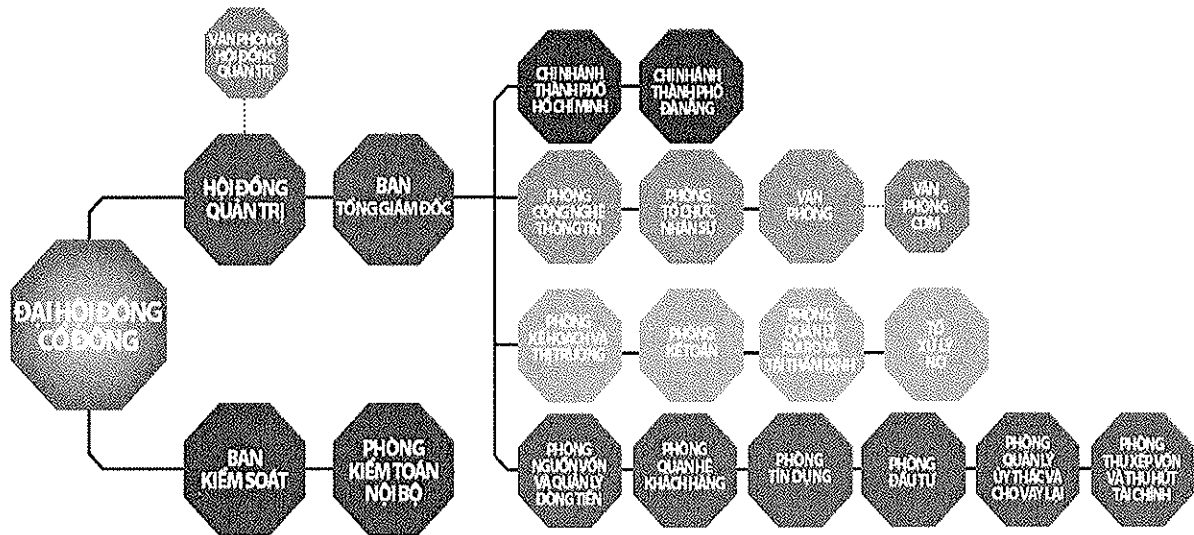 VĂN PHÒNG
HỘI ĐỒNG
QUẢN TRỊ
CHI NHÁNH
THÀNH PHỐ
HỒ CHÍ MINH
CHI NHÁNH
THÀNH PHỐ
ĐÀ NẴNG
HỘI ĐỒNG
QUẢN TRỊ
BAN
TỔNG GIÁM ĐỐC
PHÒNG
CÔNG NGHỆ
THÔNG TIN
PHÒNG
TỔ CHỨC
NHÂN SỰ
VĂN
PHÒNG
VĂN
PHÒNG
CDM
ĐẠI HỘI ĐỒNG
CỔ ĐÔNG
PHÒNG
KẾ HOẠCH VÀ
THỊ TRƯỜNG
PHÒNG
KẾ TOÁN
PHÒNG
QUẢN LÝ
RỦI RO VÀ
TÁI THẨM ĐỊNH
TỔ
XỬ LÝ
NỢ
BAN
KIỂM SOÁT
PHÒNG
KIỂM TOÁN
NỘI BỘ
PHÒNG
NGUỒN VỐN
VÀ QUẢN LÝ
DÒNG TIỀN
PHÒNG
QUAN HỆ
KHÁCH HÀNG
PHÒNG
TÍN DỤNG
PHÒNG
ĐẦU TƯ
PHÒNG
QUẢN LÝ
ỦY THÁC VÀ
CHO VAY LẠI
PHÒNG
THU XẾP VỐN
VÀ THU HÚT
TÀI CHÍNH